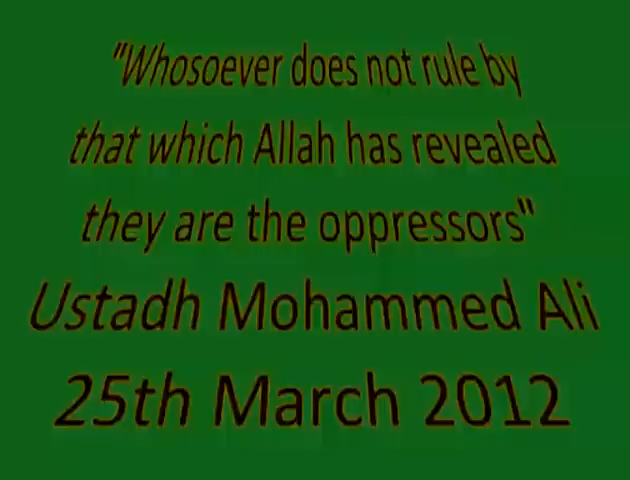 "Whosoever does not rule by
that which Allah has revealed
they are the oppressors"
Ustadh Mohammed Ali
25th March 2012